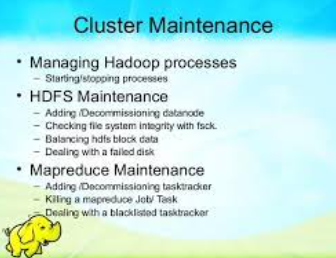 Cluster Maintenance
• Managing Hadoop processes
– Starting/stopping processes
• HDFS Maintenance
– Adding /Decommissioning datanode
– Checking file system integrity with fsck.
– Balancing hdfs block data
– Dealing with a failed disk
• Mapreduce Maintenance
– Adding /Decommissioning tasktracker
– Killing a mapreduce Job/ Task
– Dealing with a blacklisted tasktracker